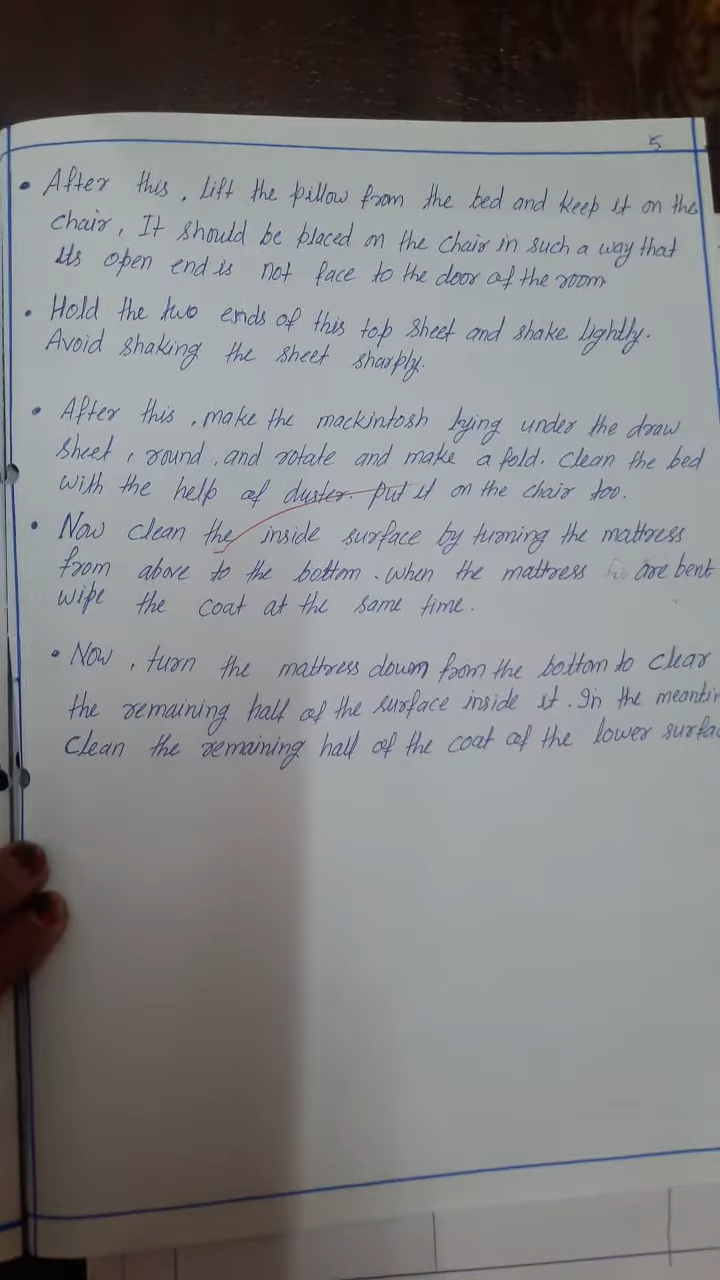 5
• After this, lift the pillow from the bed and keep it on the
chair, It should be placed on the chair in such a way that
its open end is not face to the door of the room
• Hold the two ends of this top sheet and shake lightly.
Avoid shaking the sheet sharply.
• After this, make the mackintosh lying under the draw
sheet, round, and rotate and make a fold. Clean the bed
with the help of duster. Put it on the chair too.
• Now clean the inside surface by turning the mattress
from above to the bottom. When the mattress are bent
wipe the coat at the same time.
• Now, turn the mattress down from the bottom to clear
the remaining half of the surface inside it. In the meantim
Clean the remaining half of the coat of the lower surfac